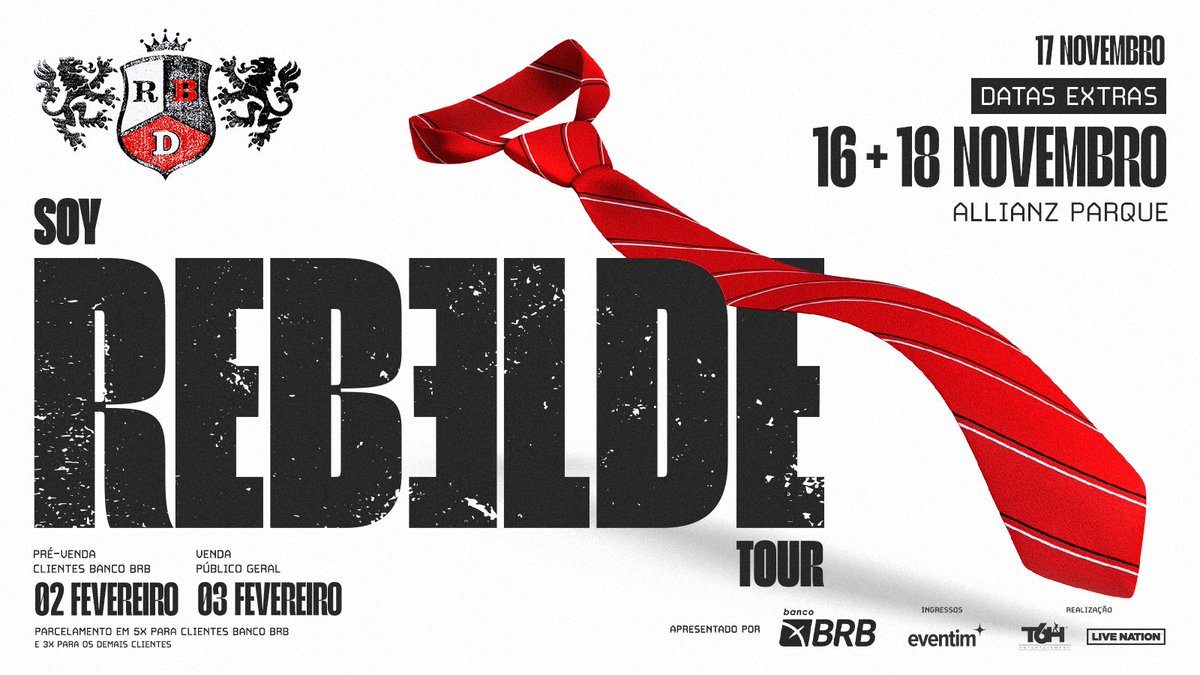 R B
D
17 NOVEMBRO
DATAS EXTRAS
16 + 18 NOVEMBRO
ALLIANZ PARQUE
SOY
REBELDE
TOUR
PRÉ-VENDA
CLIENTES BANCO BRB
02 FEVEREIRO
VENDA
PÚBLICO GERAL
03 FEVEREIRO
PARCELAMENTO EM 5X PARA CLIENTES BANCO BRB
E 3X PARA OS DEMAIS CLIENTES
APRESENTADO POR
banco
BRB
INGRESSOS
eventim
REALIZAÇÃO
T6H
ENTERTAINMENT
LIVE NATION